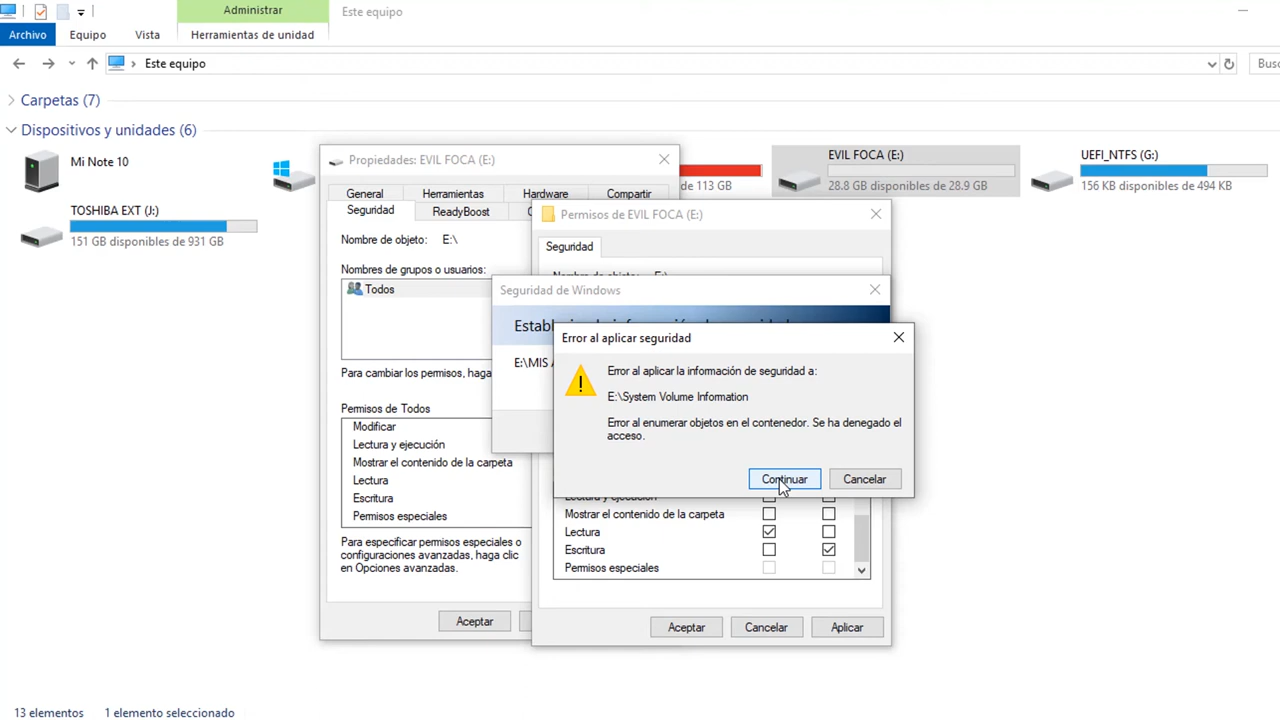 Administrar
Este equipo
Archivo
Equipo
Vista
Herramientas de unidad
Este equipo
Carpetas (7)
Dispositivos y unidades (6)
Mi Note 10
de 113 GB
EVIL FOCA (E:)
28.8 GB disponibles de 28.9 GB
UEFI_NTFS (G:)
156 KB disponibles de 494 KB
TOSHIBA EXT (J:)
151 GB disponibles de 931 GB
Propiedades: EVIL FOCA (E:)
General
Herramientas
Hardware
Compartir
Seguridad
ReadyBoost
Nombre de objeto:
E:\
Nombres de grupos o usuarios:
Todos
Para cambiar los permisos, haga
Permisos de Todos
Modificar
Lectura y ejecución
Mostrar el contenido de la carpeta
Lectura
Escritura
Permisos especiales
Para especificar permisos especiales o
configuraciones avanzadas, haga clic
en Opciones avanzadas.
Aceptar
Permisos de EVIL FOCA (E:)
Seguridad
Seguridad de Windows
E:\MIS
Error al aplicar seguridad
Error al aplicar la información de seguridad a:
E:\System Volume Information
Error al enumerar objetos en el contenedor. Se ha denegado el
acceso.
Continuar
Cancelar
Mostrar el contenido de la carpeta
Lectura
Escritura
Permisos especiales
Aceptar
Cancelar
Aplicar
13 elementos
1 elemento seleccionado